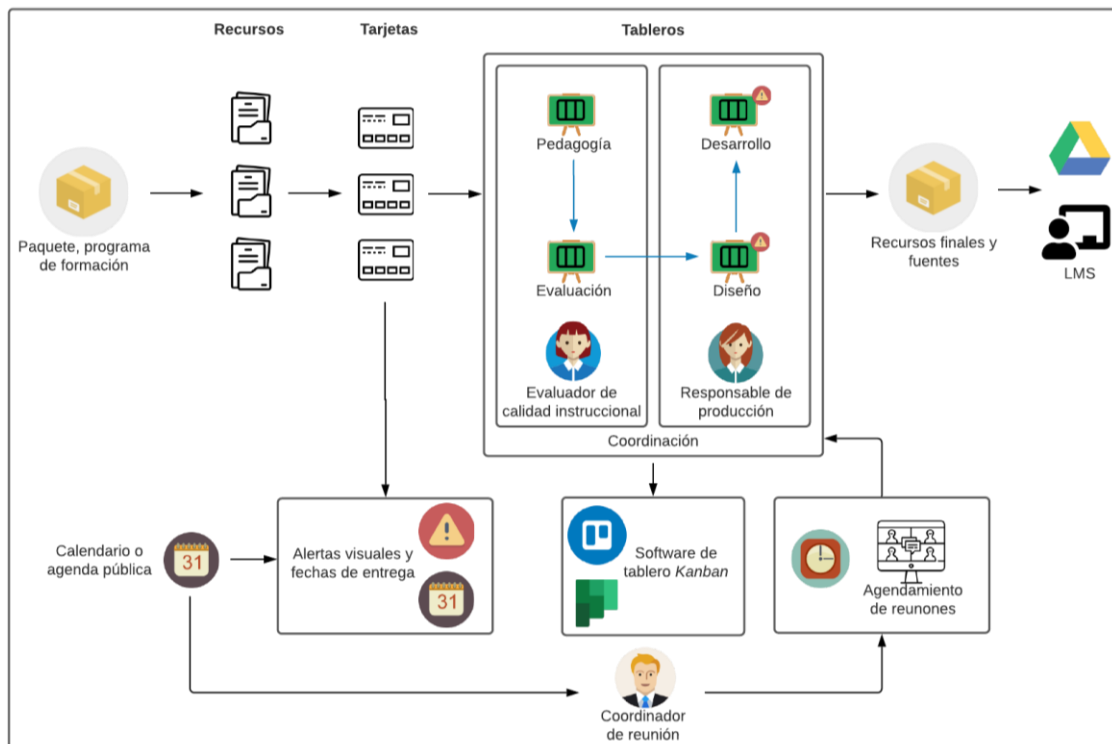 Recursos
Tarjetas
Tableros
Pedagogía
Desarrollo
Paquete, programa
de formación
Recursos finales y
fuentes
Evaluación
Diseño
LMS
Evaluador de
calidad instruccional
Responsable de
producción
Coordinación
Calendario o
agenda pública
31
Alertas visuales y
fechas de entrega
31
Software de
tablero Kanban
Agendamiento
de reunones
Coordinador
de reunión